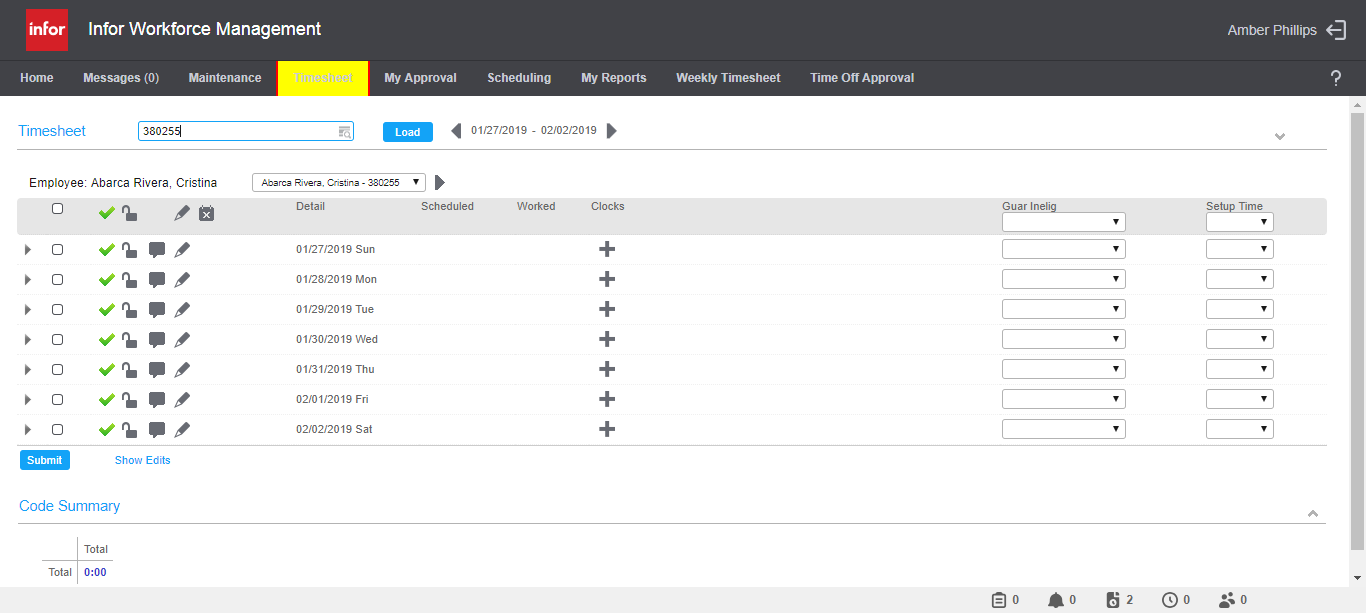 infor Infor Workforce Management Amber Phillips
Home Messages (0) Maintenance Timesheet My Approval Scheduling My Reports Weekly Timesheet Time Off Approval ?
Timesheet 380255 Load 01/27/2019 - 02/02/2019
Employee: Abarca Rivera, Cristina Abarca Rivera, Cristina - 380255
Detail Scheduled Worked Clocks Guar Inelig Setup Time
01/27/2019 Sun
01/28/2019 Mon
01/29/2019 Tue
01/30/2019 Wed
01/31/2019 Thu
02/01/2019 Fri
02/02/2019 Sat
Submit Show Edits
Code Summary
Total
Total 0:00
0 0 2 0 0